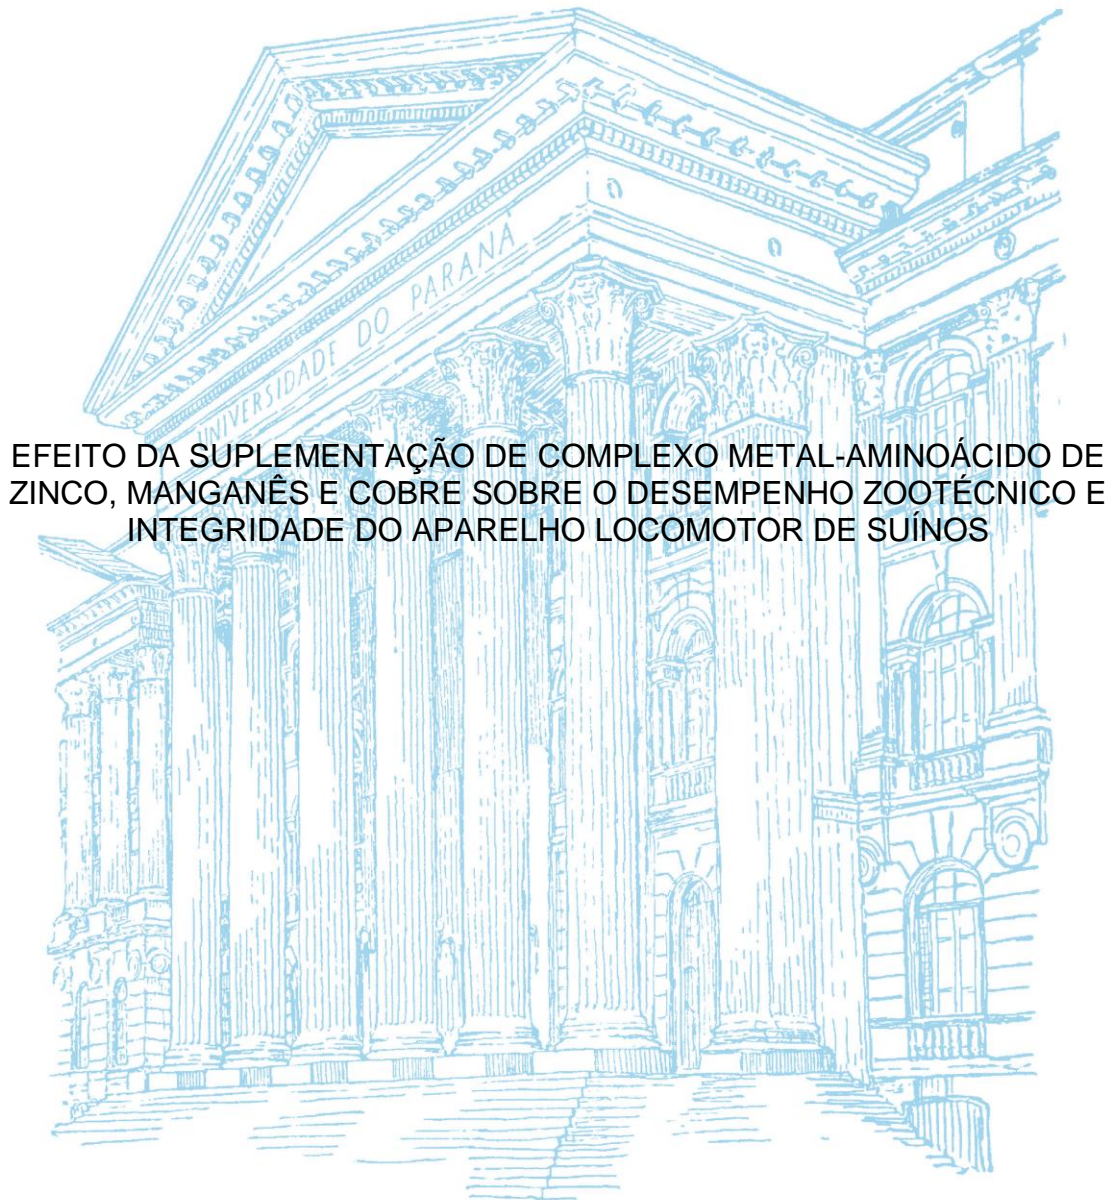 UNIVERSIDADE DO PARANÁ
EFEITO DA SUPLEMENTAÇÃO DE COMPLEXO METAL-AMINOÁCIDO DE
ZINCO, MANGANÊS E COBRE SOBRE O DESEMPENHO ZOOTÉCNICO E
INTEGRIDADE DO APARELHO LOCOMOTOR DE SUÍNOS